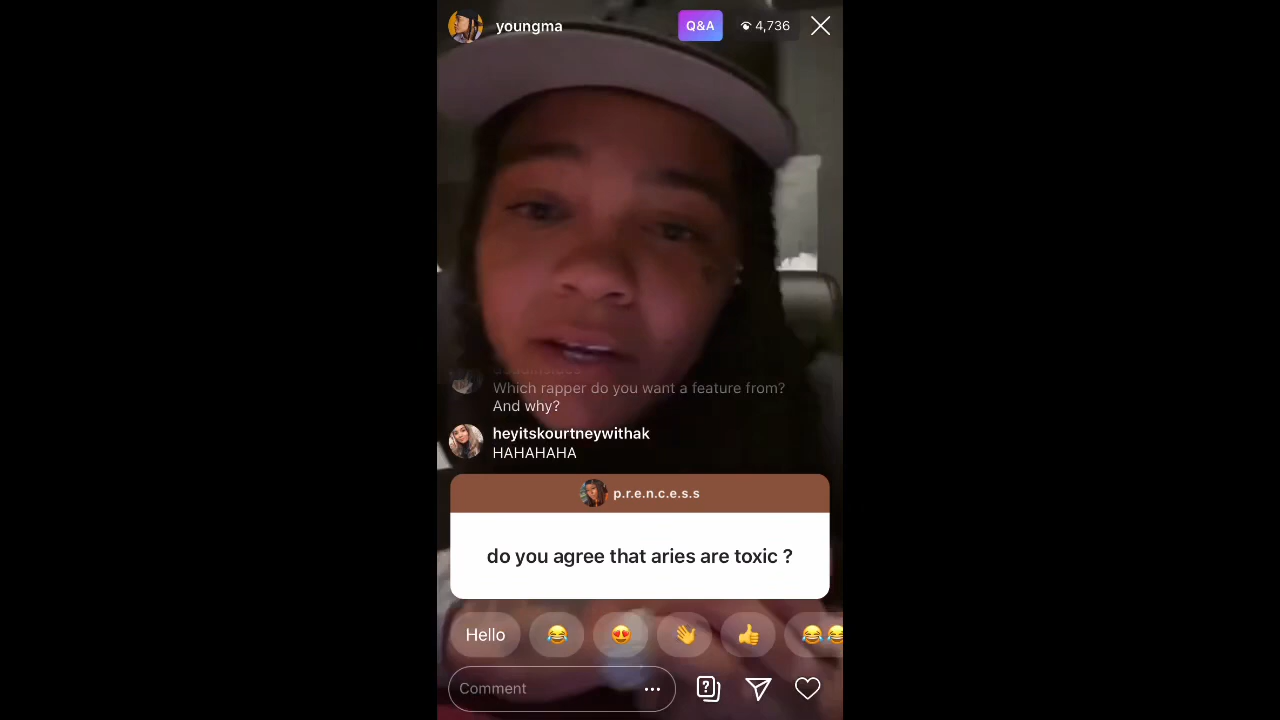 youngma
Q&A
4,736
Which rapper do you want a feature from?
And why?
heyitskourtneywithak
HAHAHAHA
p.r.e.n.c.e.s.s
do you agree that aries are toxic ?
Hello
Comment